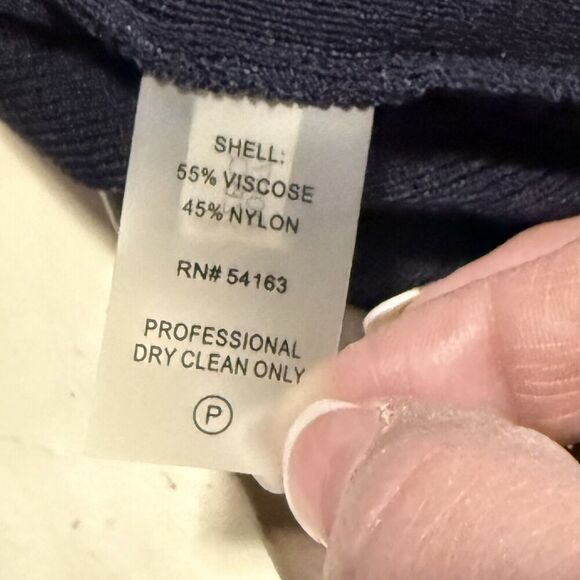 SHELL:
55% VISCOSE
45% NYLON
RN# 54163
PROFESSIONAL
DRY CLEAN ONLY
P